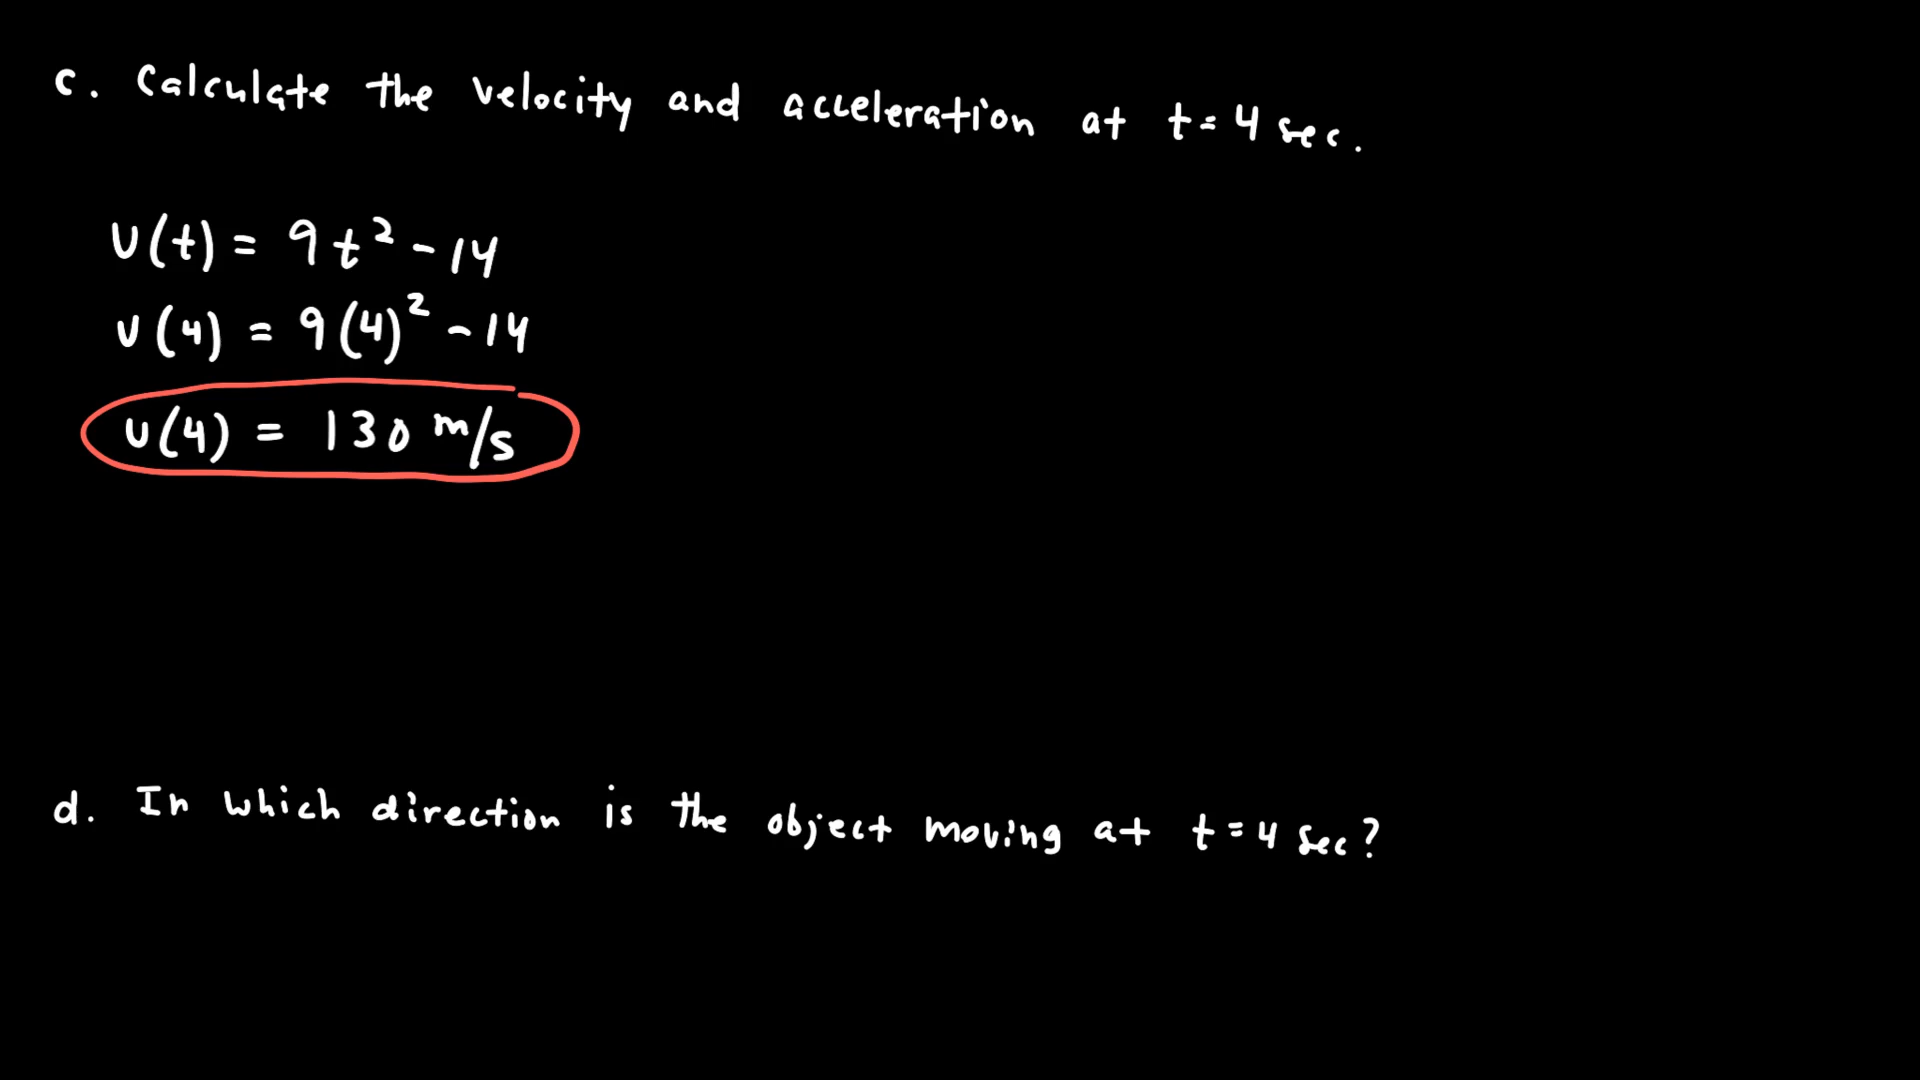 c. Calculate the velocity and acceleration at t = 4 sec.
v(t) = 9t² - 14
v(4) = 9(4)² - 14
v(4) = 130 m/s
d. In which direction is the object moving at t = 4 sec?